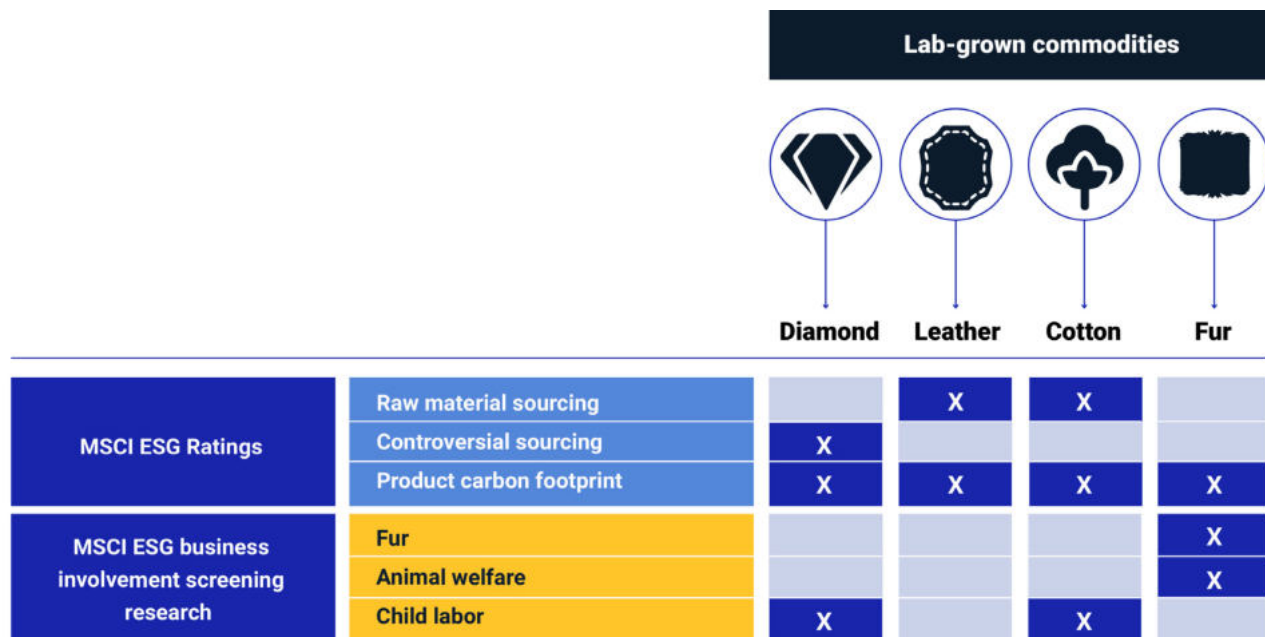 Lab-grown commodities
Diamond Leather Cotton Fur
MSCI ESG Ratings
Raw material sourcing X X
Controversial sourcing X
Product carbon footprint X X X X
MSCI ESG business
involvement screening
research
Fur X
Animal welfare X
Child labor X X